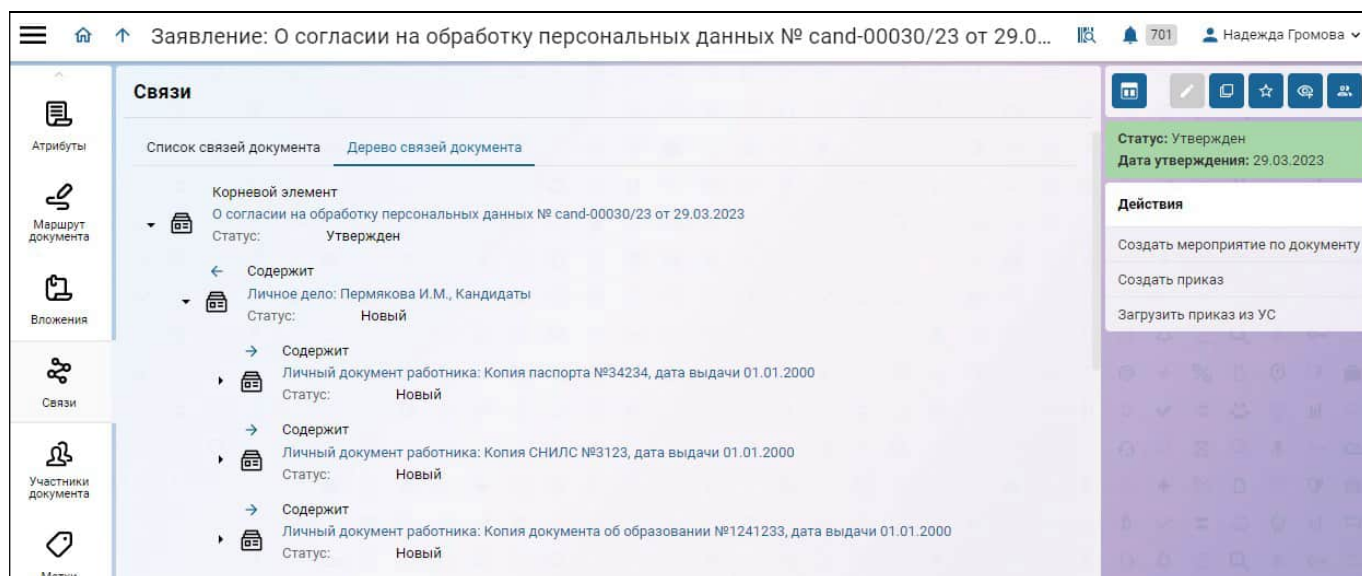 Заявление: О согласии на обработку персональных данных № cand-00030/23 от 29.0...
701
Надежда Громова
Атрибуты
Маршрут
документа
Вложения
Связи
Участники
документа
Метки
Связи
Список связей документа Дерево связей документа
Корневой элемент
О согласии на обработку персональных данных № cand-00030/23 от 29.03.2023
Статус: Утвержден
Содержит
Личное дело: Пермякова И.М., Кандидаты
Статус: Новый
Содержит
Личный документ работника: Копия паспорта №34234, дата выдачи 01.01.2000
Статус: Новый
Содержит
Личный документ работника: Копия СНИЛС №3123, дата выдачи 01.01.2000
Статус: Новый
Содержит
Личный документ работника: Копия документа об образовании №1241233, дата выдачи 01.01.2000
Статус: Новый
Статус: Утвержден
Дата утверждения: 29.03.2023
Действия
Создать мероприятие по документу
Создать приказ
Загрузить приказ из УС